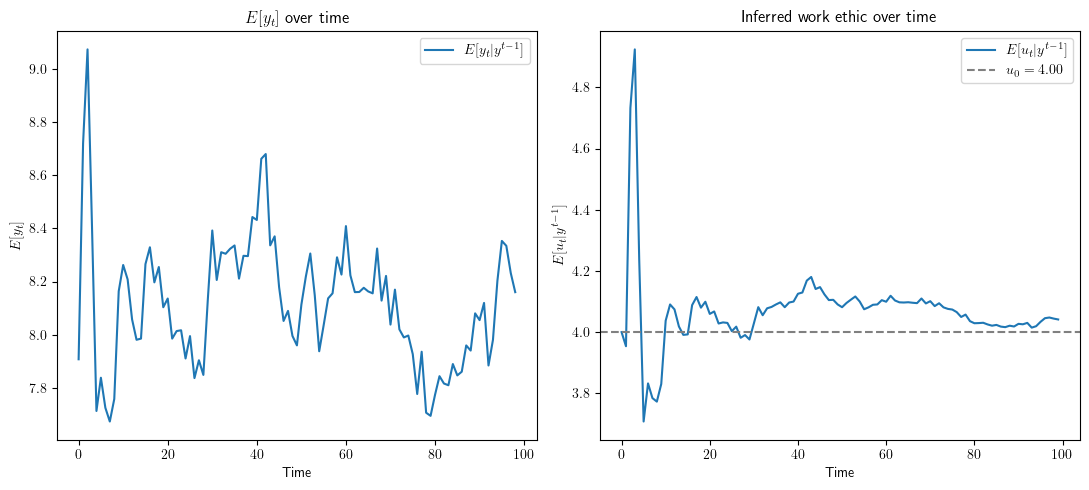 E[y_t] over time
E[y_t|y^{t-1}]
E[y_t]
9.0
8.8
8.6
8.4
8.2
8.0
7.8
0 20 40 60 80 100
Time
Inferred work ethic over time
E[u_t|y^{t-1}]
u_0 = 4.00
E[u_t|y^{t-1}]
4.8
4.6
4.4
4.2
4.0
3.8
0 20 40 60 80 100
Time